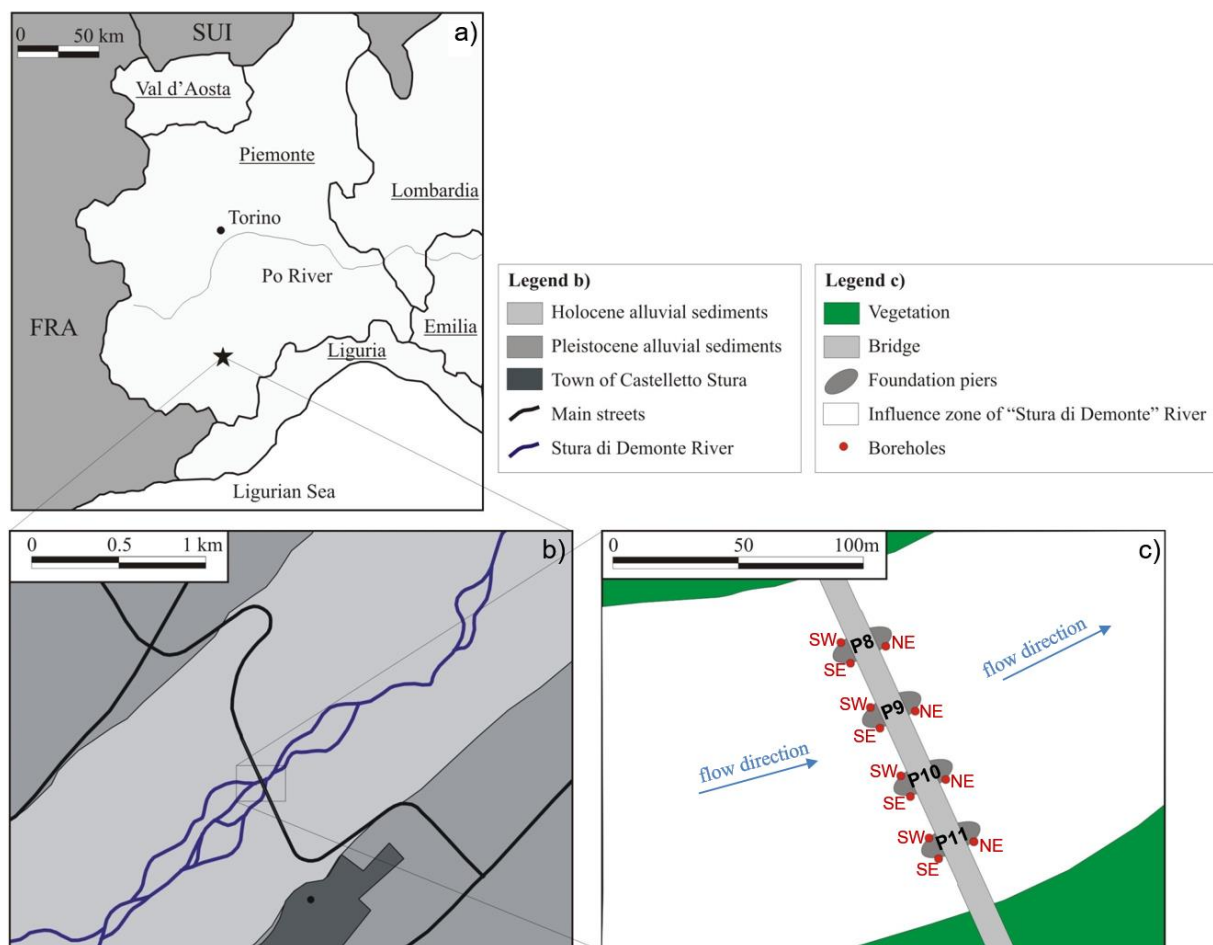 0 50 km
SUI
a)
Val d'Aosta
Piemonte
Lombardia
Torino
Po River
FRA
Emilia
Liguria
Ligurian Sea
Legend b)
Holocene alluvial sediments
Pleistocene alluvial sediments
Town of Castelletto Stura
Main streets
Stura di Demonte River
Legend c)
Vegetation
Bridge
Foundation piers
Influence zone of “Stura di Demonte” River
Boreholes
0 0.5 1 km
b)
0 50 100m
c)
SW P8 NE
SE
flow direction
SW P9 NE
SE
flow direction
SW P10 NE
SE
SW P11 NE
SE